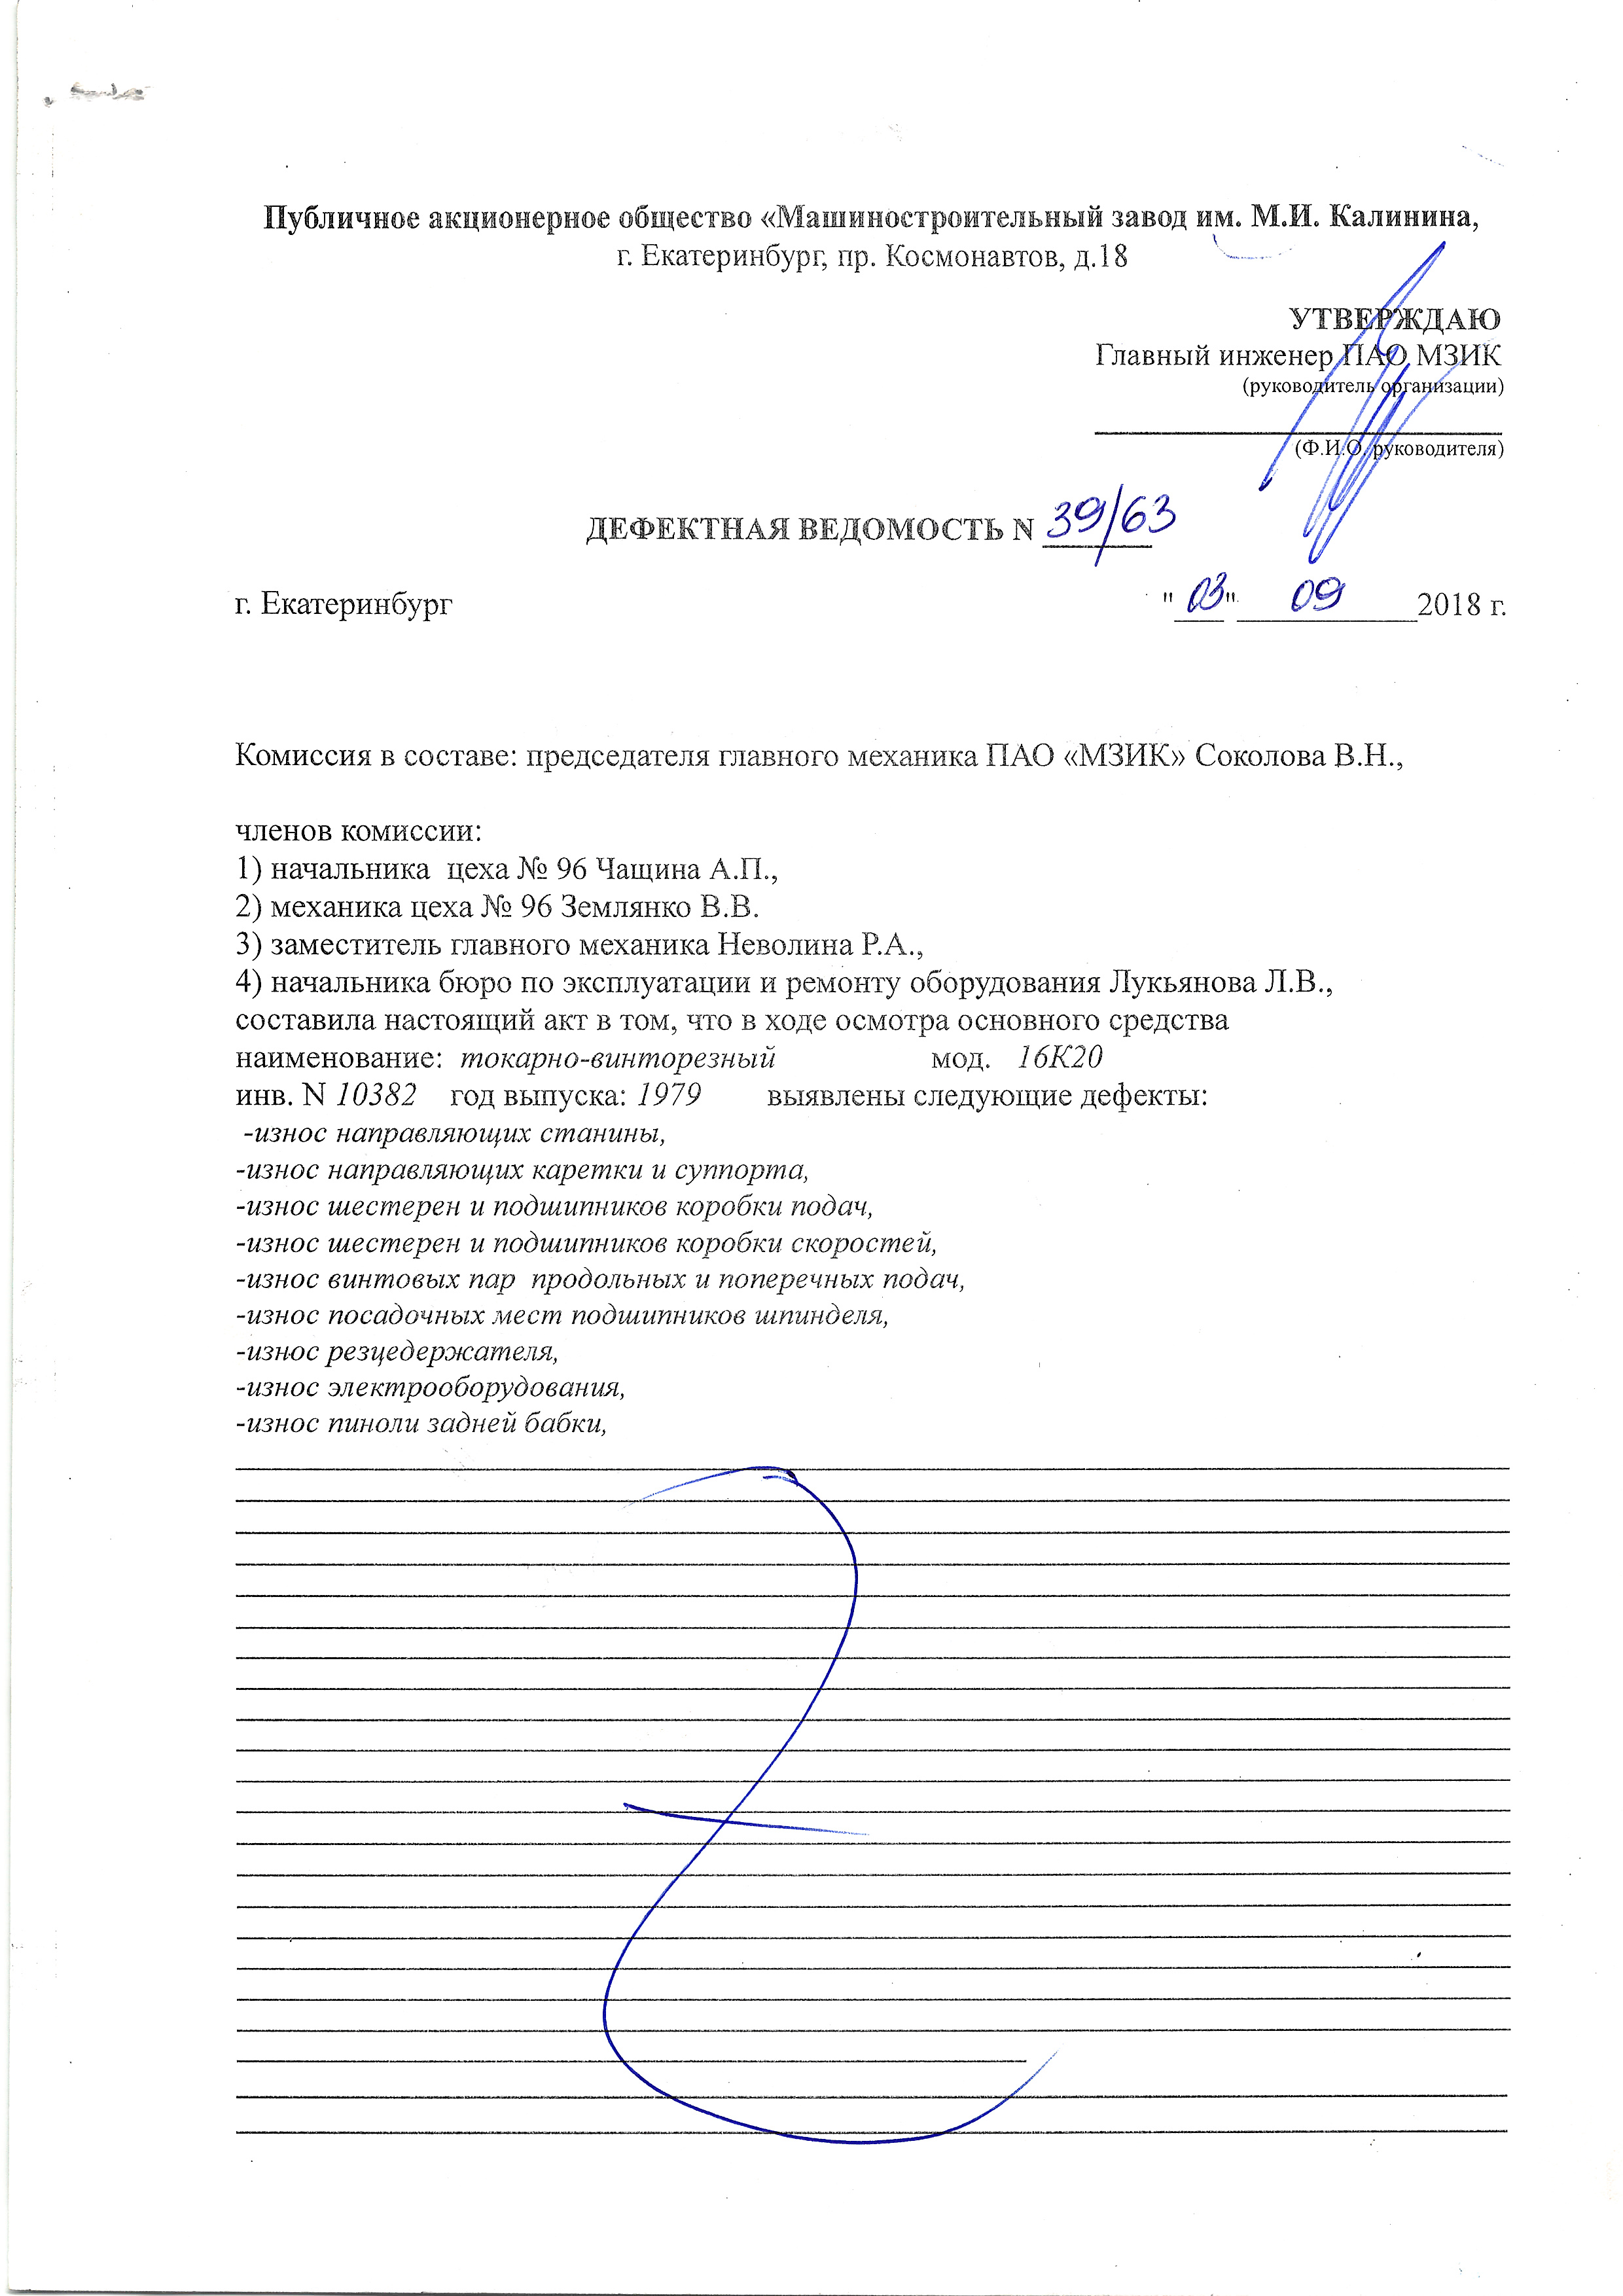 Публичное акционерное общество «Машиностроительный завод им. М.И. Калинина,
г. Екатеринбург, пр. Космонавтов, д.18
УТВЕРЖДАЮ
Главный инженер ПАО МЗИК
(руководитель организации)
(Ф.И.О. руководителя)
ДЕФЕКТНАЯ ВЕДОМОСТЬ N 39/63
г. Екатеринбург "03" 09 2018 г.
Комиссия в составе: председателя главного механика ПАО «МЗИК» Соколова В.Н.,
членов комиссии:
1) начальника цеха № 96 Чащина А.П.,
2) механика цеха № 96 Землянко В.В.
3) заместитель главного механика Неволина Р.А.,
4) начальника бюро по эксплуатации и ремонту оборудования Лукьянова Л.В.,
составила настоящий акт в том, что в ходе осмотра основного средства
наименование: токарно-винторезный мод. 16К20
инв. N 10382 год выпуска: 1979 выявлены следующие дефекты:
-износ направляющих станины,
-износ направляющих каретки и суппорта,
-износ шестерен и подшипников коробки подач,
-износ шестерен и подшипников коробки скоростей,
-износ винтовых пар продольных и поперечных подач,
-износ посадочных мест подшипников шпинделя,
-износ резцедержателя,
-износ электрооборудования,
-износ пиноли задней бабки,